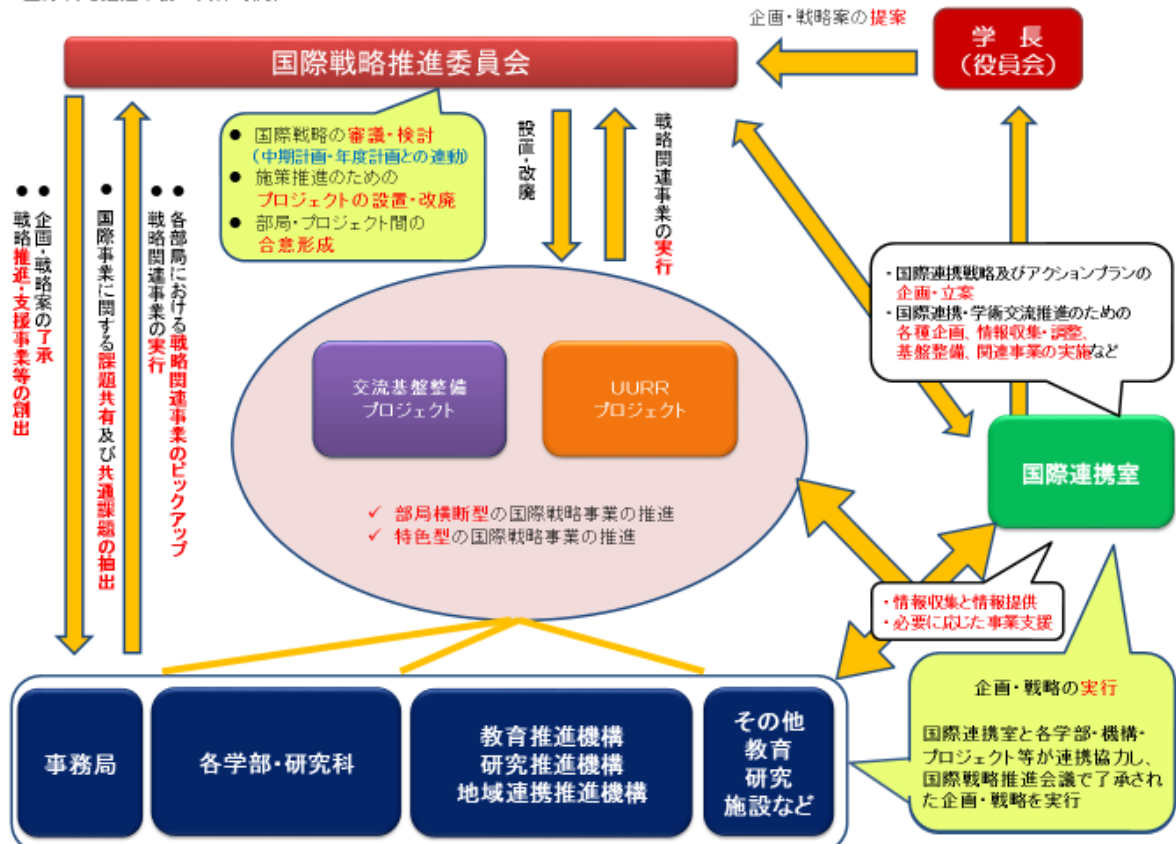 企画・戦略案の提案
学　長
（役員会）
国際戦略推進委員会
● 国際戦略の審議・検討
（中期計画・年度計画との連動）
● 施策推進のための
プロジェクトの設置・改廃
● 部局・プロジェクト間の
合意形成
設置・改廃
戦略関連事業の実行
● 企画・戦略案の了承
● 戦略推進・支援事業等の創出
● 国際事業に関する課題共有及び共通課題の抽出
● 各部局における戦略関連事業のピックアップ
● 戦略関連事業の実行
・国際連携戦略及びアクションプランの
企画・立案
・国際連携・学術交流推進のための
各種企画、情報収集・調整、
基盤整備、関連事業の実施など
交流基盤整備
プロジェクト
UURR
プロジェクト
国際連携室
✓ 部局横断型の国際戦略事業の推進
✓ 特色型の国際戦略事業の推進
・情報収集と情報提供
・必要に応じた事業支援
事務局
各学部・研究科
教育推進機構
研究推進機構
地域連携推進機構
その他
教育
研究
施設など
企画・戦略の実行
国際連携室と各学部・機構・
プロジェクト等が連携協力し、
国際戦略推進会議で了承され
た企画・戦略を実行